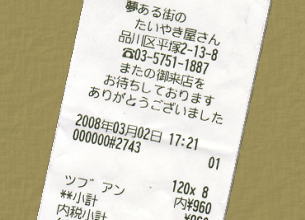 夢ある街の
たいやき屋さん
品川区平塚2-13-8
☎03-5751-1887
またの御来店を
お待ちしております
ありがとうございました
2008年03月02日 17:21
000000#2743
01
ツブアン 120x 8
内¥960
**小計 ¥960
内税小計